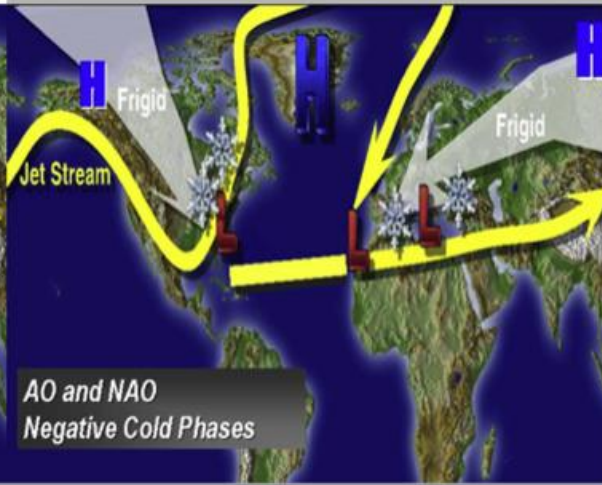 H
H
H
Frigid
Frigid
Jet Stream
L
L
L
AO and NAO
Negative Cold Phases